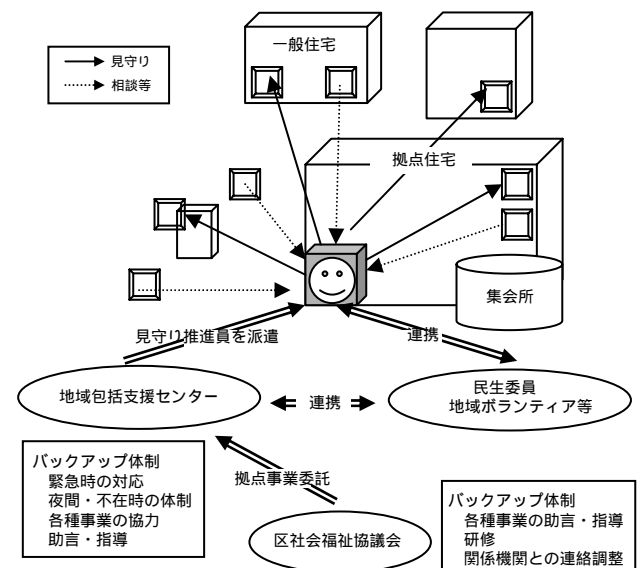 一般住宅
見守り
相談等
拠点住宅
集会所
見守り推進員を派遣
連携
地域包括支援センター
連携
民生委員
地域ボランティア等
バックアップ体制
緊急時の対応
夜間・不在時の体制
各種事業の協力
助言・指導
拠点事業委託
区社会福祉協議会
バックアップ体制
各種事業の助言・指導
研修
関係機関との連絡調整